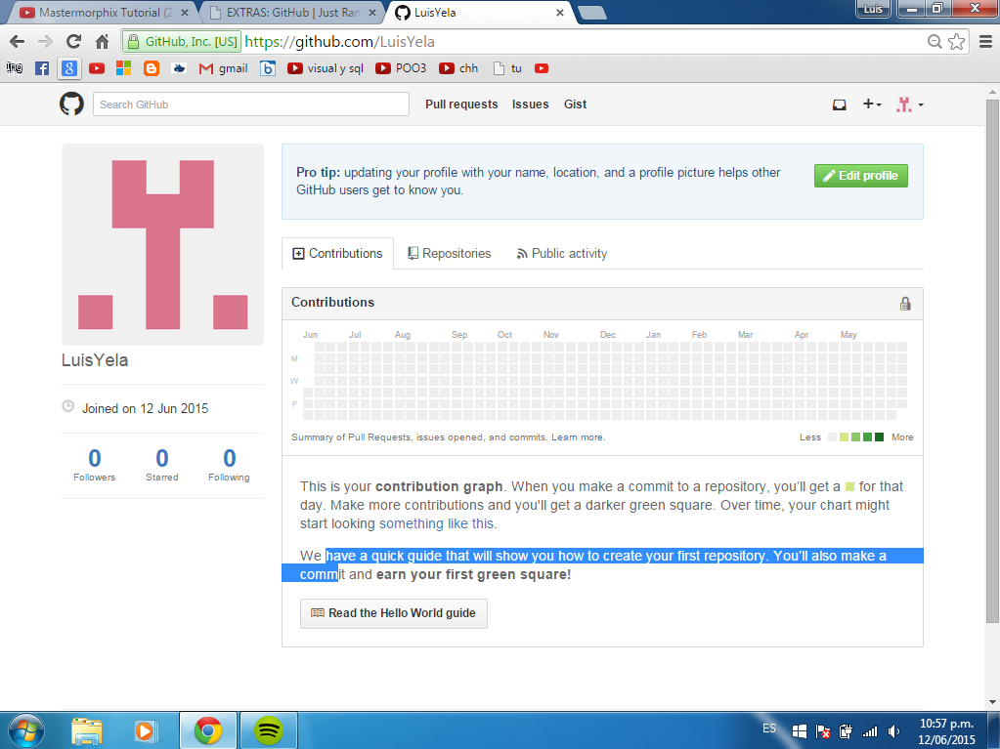 Mastermorphix Tutorial (2
EXTRAS: GitHub | Just Ran
LuisYela
Luis
GitHub, Inc. [US] https://github.com/LuisYela
gmail
visual y sql
POO3
chh
tu
Search GitHub
Pull requests Issues Gist
Pro tip: updating your profile with your name, location, and a profile picture helps other
GitHub users get to know you.
Edit profile
LuisYela
Joined on 12 Jun 2015
0 0 0
Followers Starred Following
Contributions Repositories Public activity
Contributions
Jun Jul Aug Sep Oct Nov Dec Jan Feb Mar Apr May
M
W
F
Summary of Pull Requests, issues opened, and commits. Learn more.
Less More
This is your contribution graph. When you make a commit to a repository, you'll get a for that
day. Make more contributions and you'll get a darker green square. Over time, your chart might
start looking something like this.
We have a quick guide that will show you how to create your first repository. You'll also make a
commit and earn your first green square!
Read the Hello World guide
ES
10:57 p.m.
12/06/2015